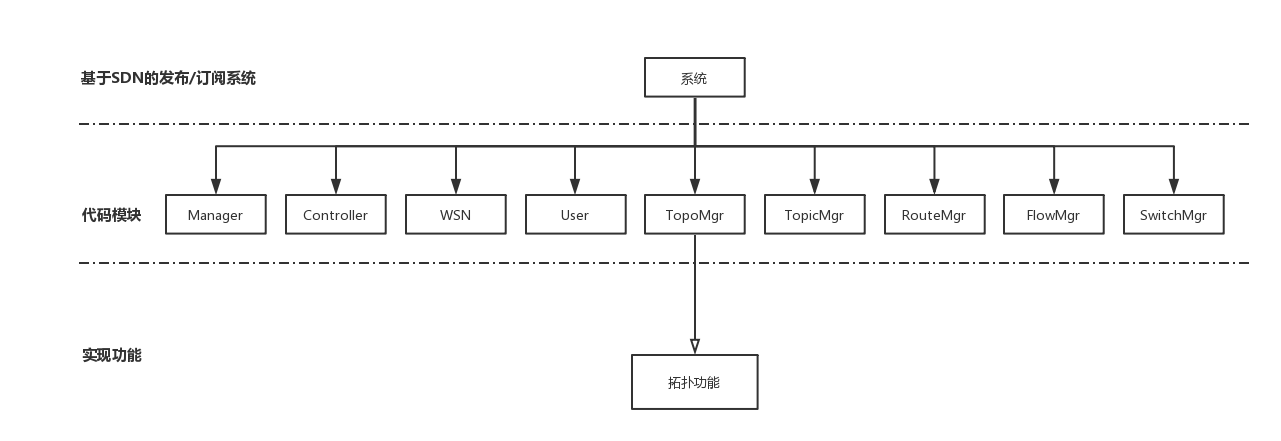 基于SDN的发布/订阅系统
系统
代码模块
Manager
Controller
WSN
User
TopoMgr
TopicMgr
RouteMgr
FlowMgr
SwitchMgr
实现功能
拓扑功能